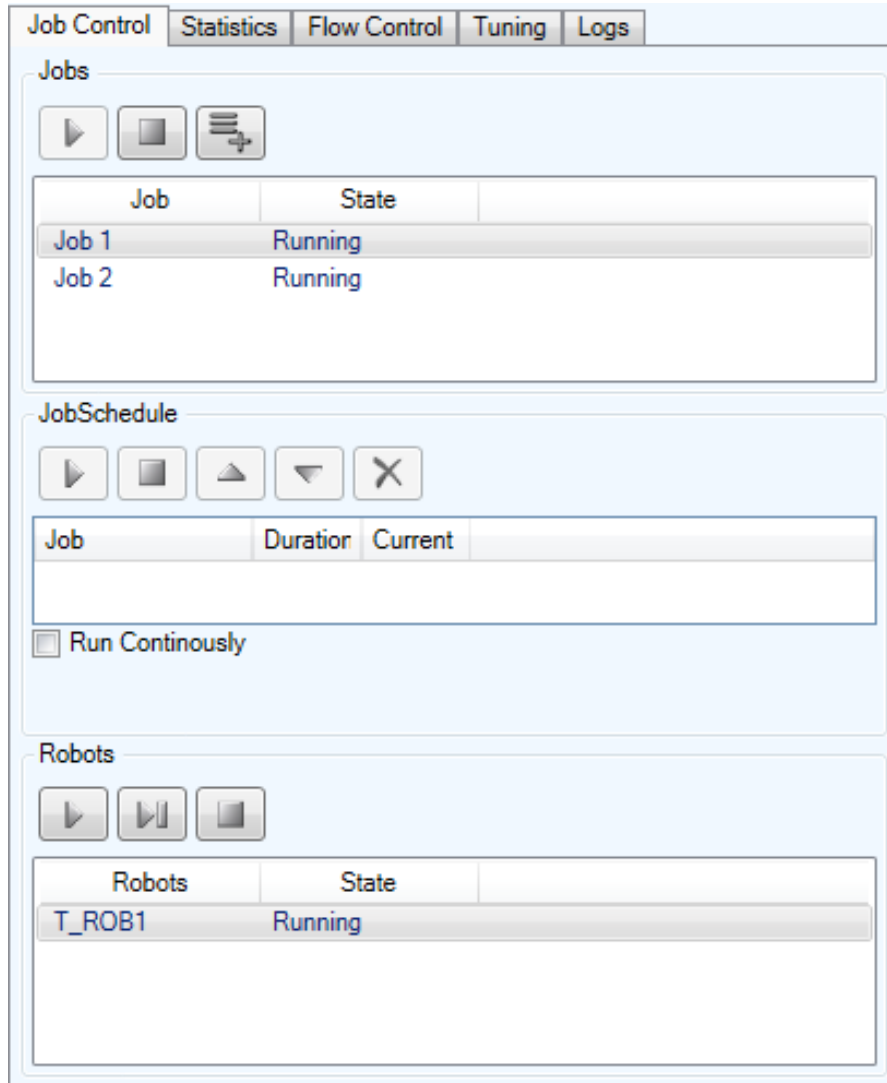 Job Control Statistics Flow Control Tuning Logs
Jobs
Job State
Job 1 Running
Job 2 Running
JobSchedule
Job Duration Current
Run Continously
Robots
Robots State
T_ROB1 Running